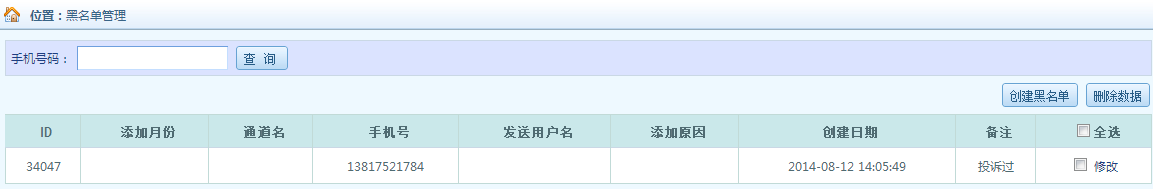 位置：黑名单管理
手机号码： 查 询
创建黑名单 删除数据
ID 添加月份 通道名 手机号 发送用户名 添加原因 创建日期 备注 全选
34047 13817521784 2014-08-12 14:05:49 投诉过 修改